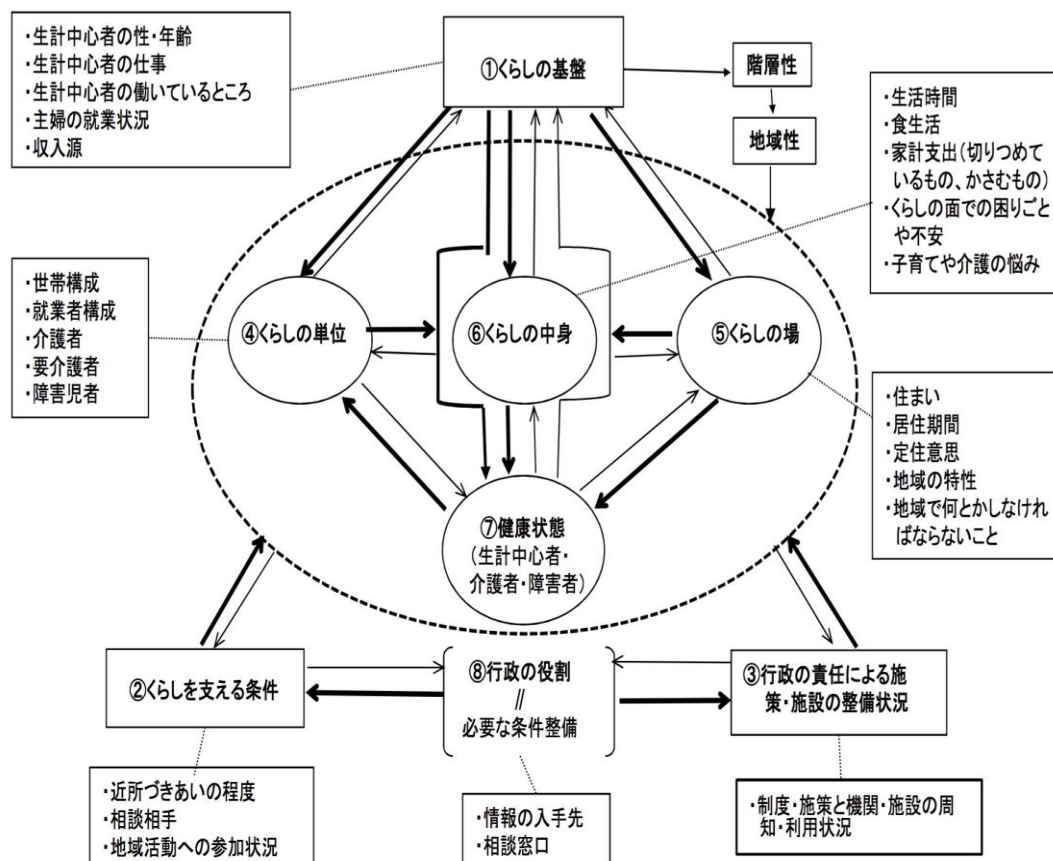 ・生計中心者の性・年齢
・生計中心者の仕事
・生計中心者の働いているところ
・主婦の就業状況
・収入源
①くらしの基盤
階層性
地域性
・生活時間
・食生活
・家計支出(切りつめて
いるもの、かさむもの)
・くらしの面での困りごと
や不安
・子育てや介護の悩み
・世帯構成
・就業者構成
・介護者
・要介護者
・障害児者
④くらしの単位
⑥くらしの中身
⑤くらしの場
・住まい
・居住期間
・定住意思
・地域の特性
・地域で何とかしなけれ
ばならないこと
⑦健康状態
(生計中心者・
介護者・障害者)
②くらしを支える条件
⑧行政の役割
//
必要な条件整備
③行政の責任による施
策・施設の整備状況
・近所づきあいの程度
・相談相手
・地域活動への参加状況
・情報の入手先
・相談窓口
・制度・施策と機関・施設の周
知・利用状況